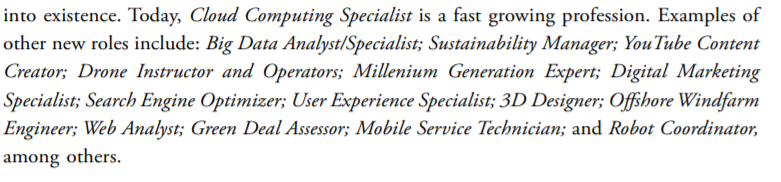 into existence. Today, Cloud Computing Specialist is a fast growing profession. Examples of
other new roles include: Big Data Analyst/Specialist; Sustainability Manager; YouTube Content
Creator; Drone Instructor and Operators; Millenium Generation Expert; Digital Marketing
Specialist; Search Engine Optimizer; User Experience Specialist; 3D Designer; Offshore Windfarm
Engineer; Web Analyst; Green Deal Assessor; Mobile Service Technician; and Robot Coordinator,
among others.